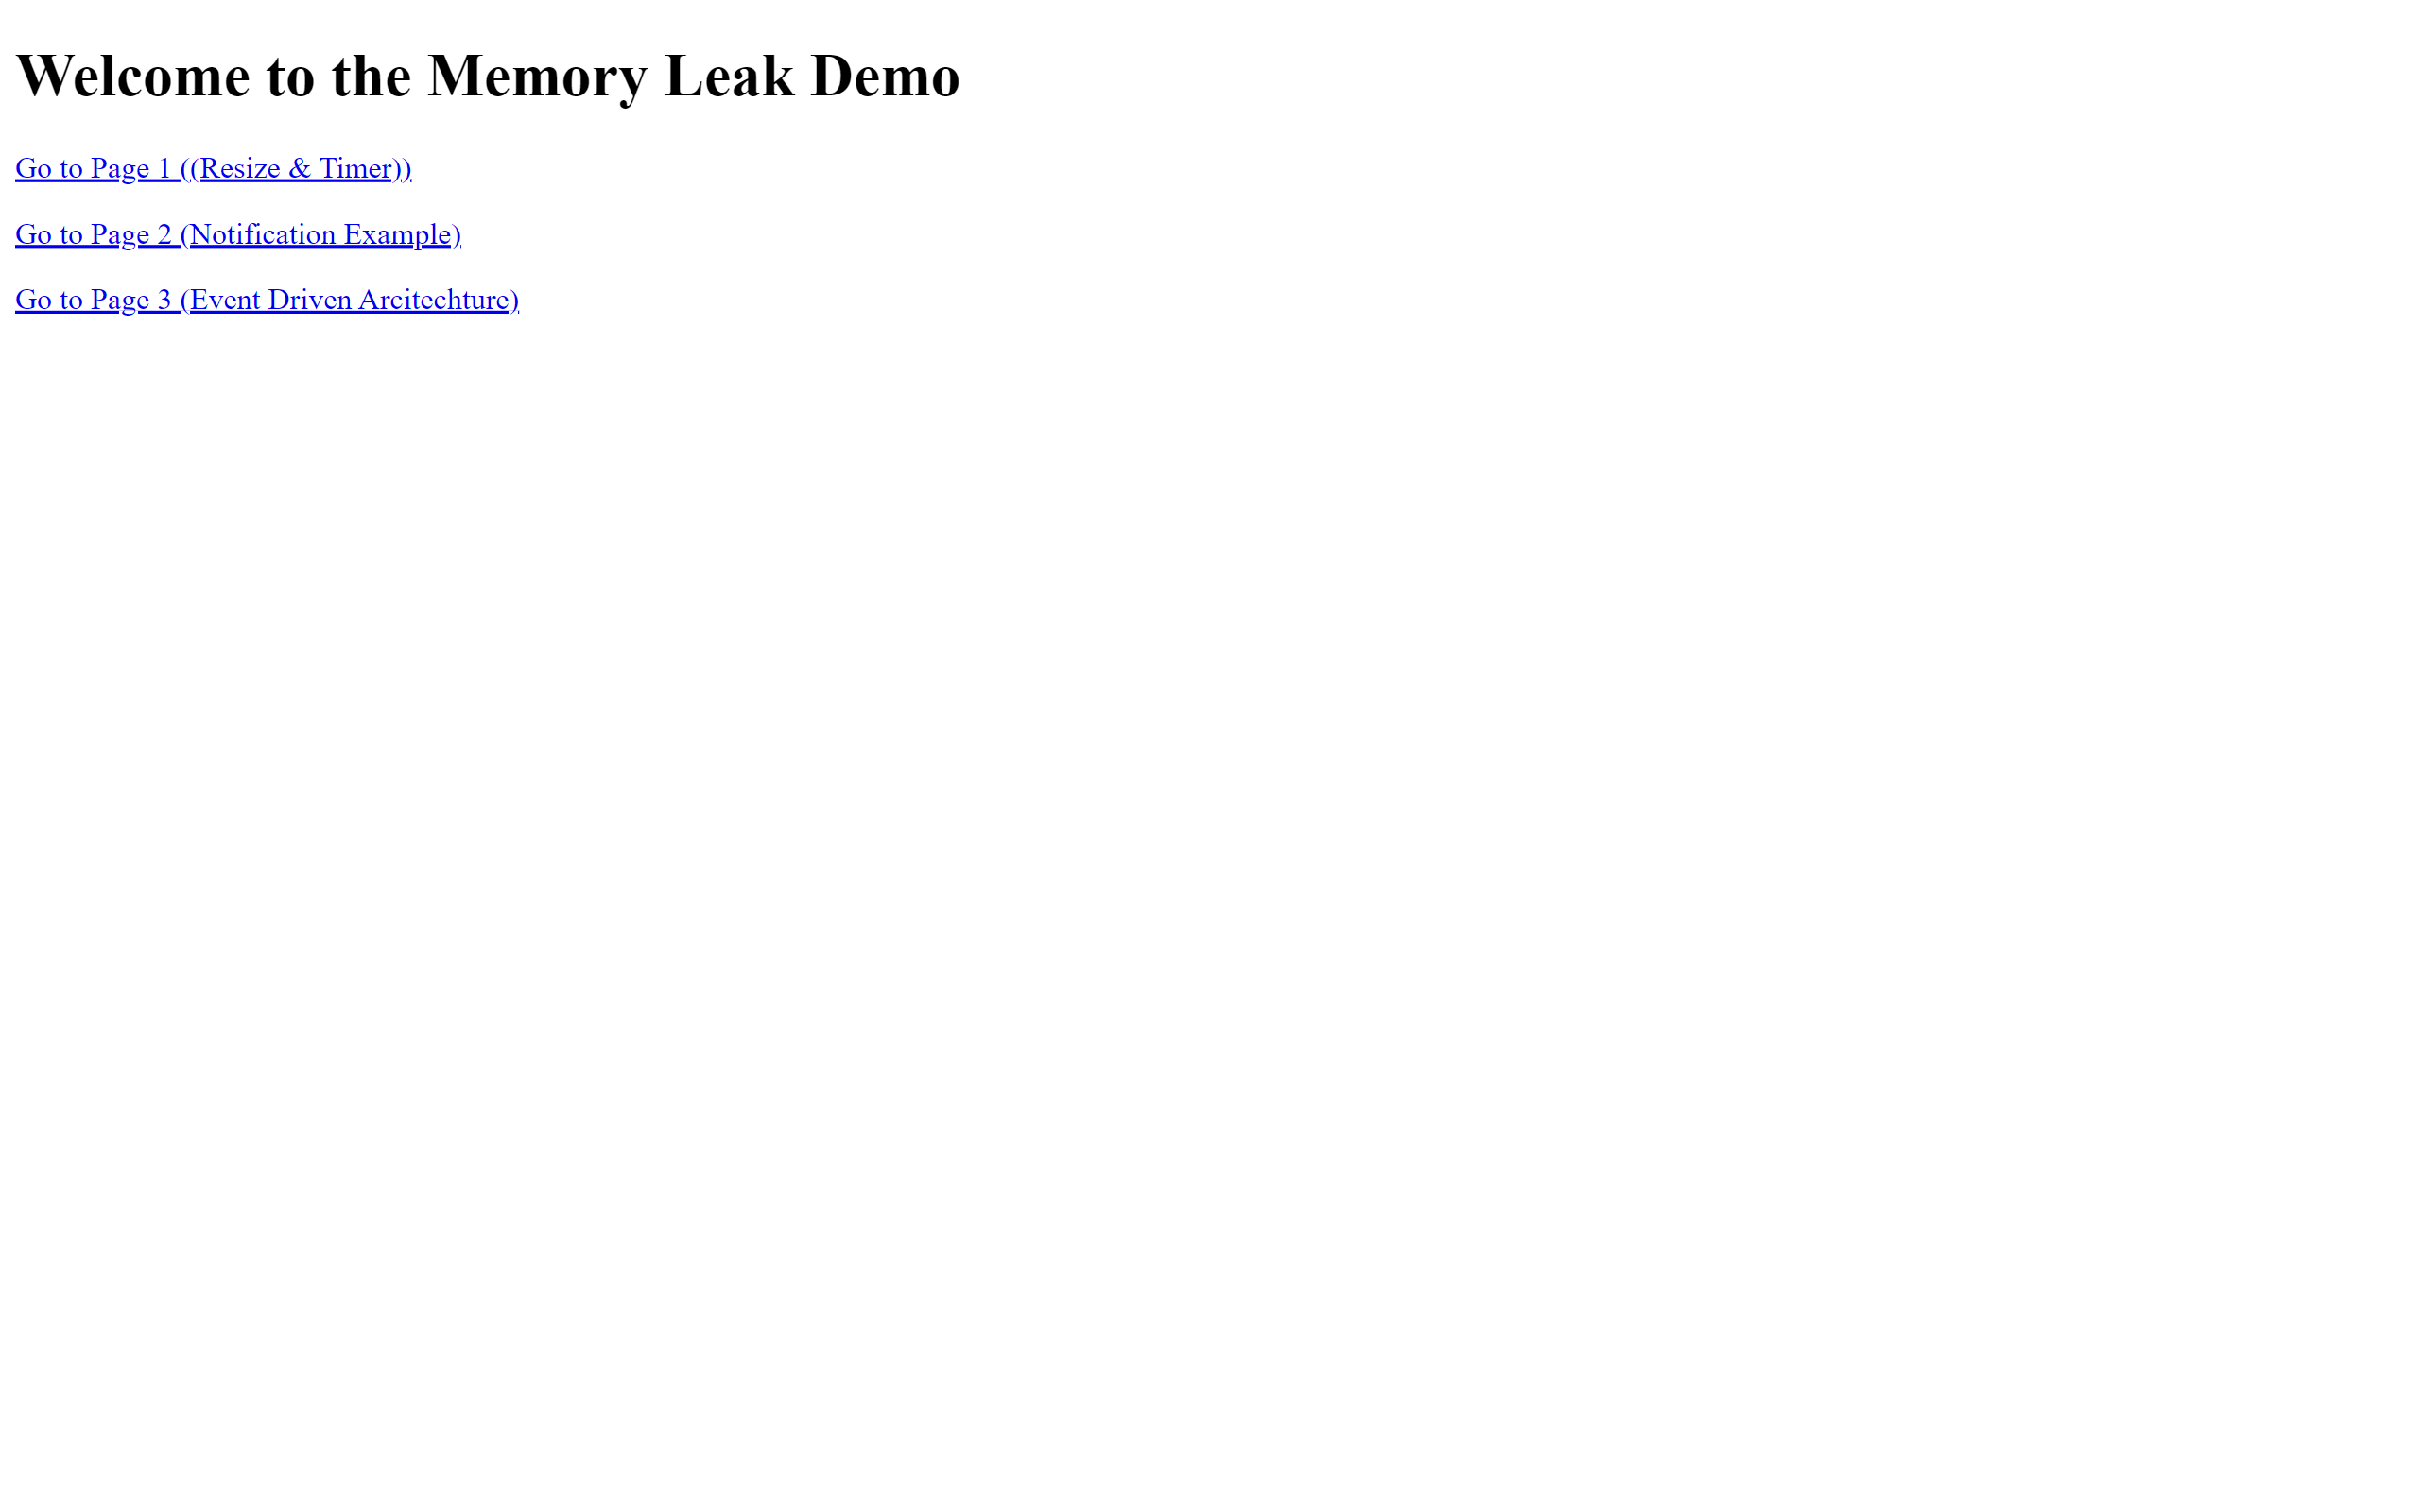 Welcome to the Memory Leak Demo
Go to Page 1 ((Resize & Timer))
Go to Page 2 (Notification Example)
Go to Page 3 (Event Driven Arcitechture)